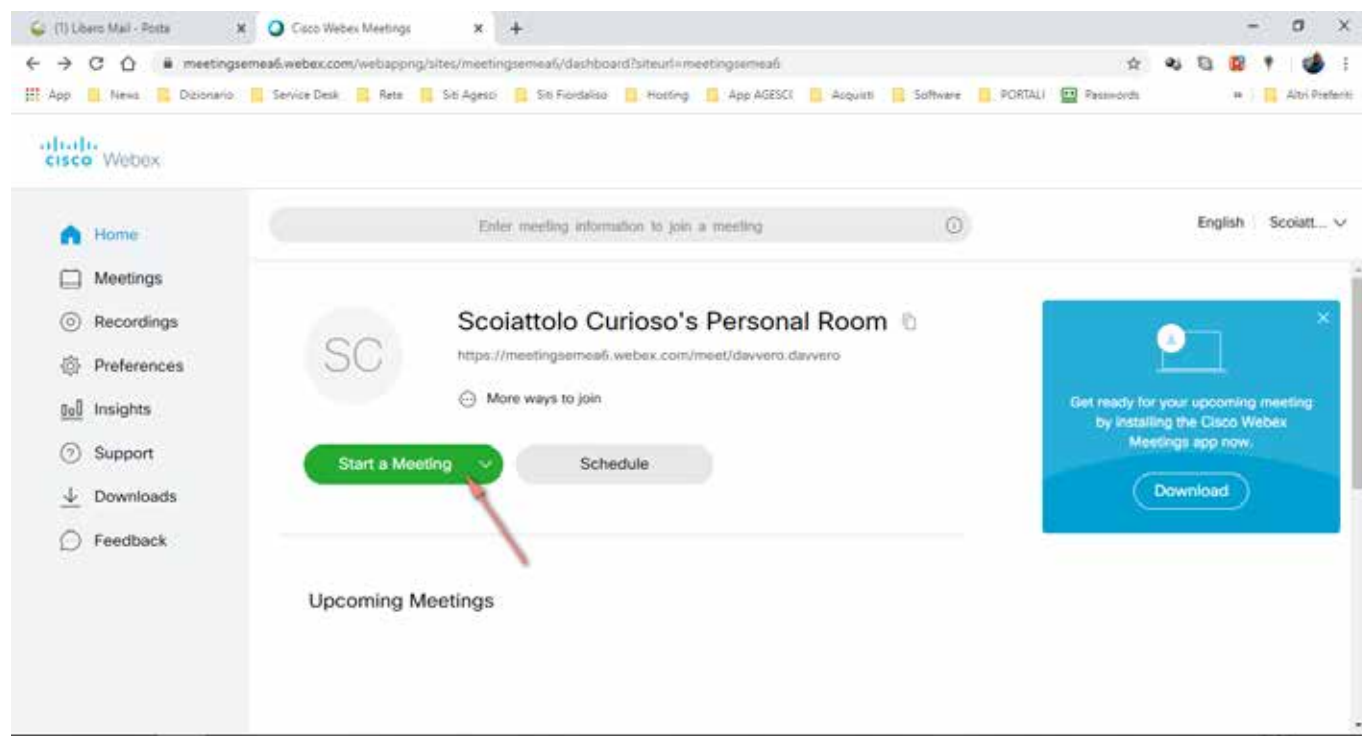 (1) Libero Mail - Posta
Cisco Webex Meetings
meetingsemea6.webex.com/webappng/sites/meetingsemea6/dashboard?siteurl=meetingsemea6
App News Dizionario Service Desk Rete Siti Agesci Siti Fiordaliso Hosting App AGESCI Acquisti Software PORTALI Passwords » Altri Preferiti
cisco Webex
Enter meeting information to join a meeting
English Scoiatt...
Home
Meetings
Recordings
Preferences
Insights
Support
Downloads
Feedback
SC
Scoiattolo Curioso's Personal Room
https://meetingsemea6.webex.com/meet/davvero.davvero
More ways to join
Start a Meeting
Schedule
Upcoming Meetings
Get ready for your upcoming meeting
by installing the Cisco Webex
Meetings app now.
Download